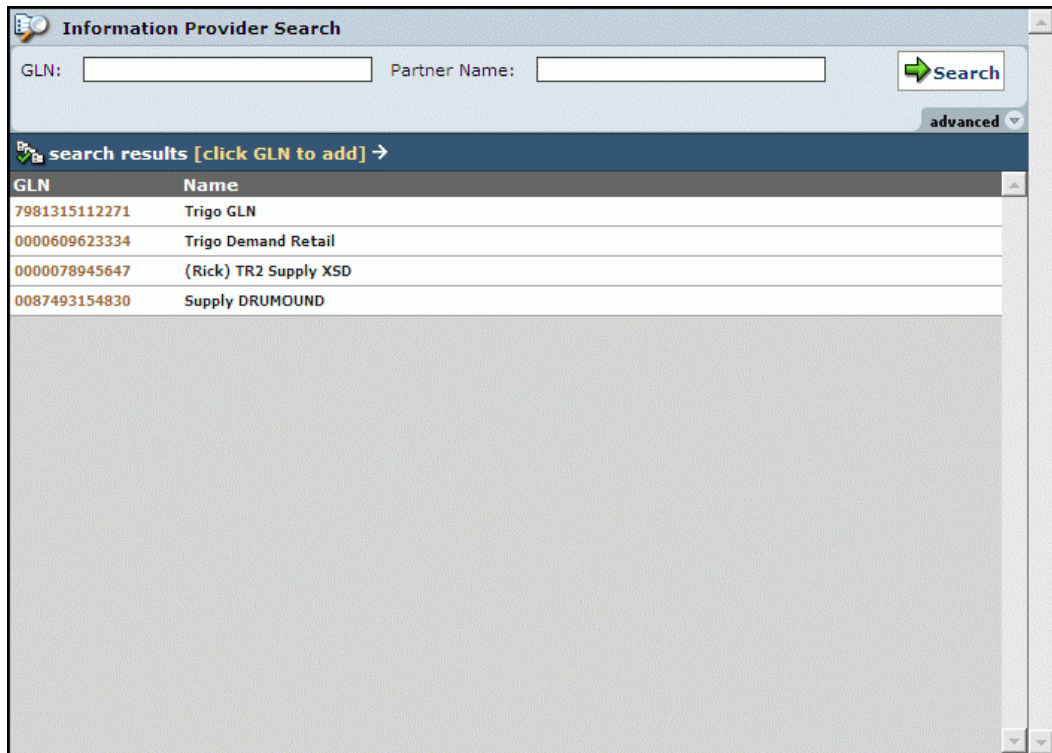 Information Provider Search
GLN: Partner Name: Search
advanced
search results [click GLN to add] →
GLN Name
7981315112271 Trigo GLN
0000609623334 Trigo Demand Retail
0000078945647 (Rick) TR2 Supply XSD
0087493154830 Supply DRUMOUND